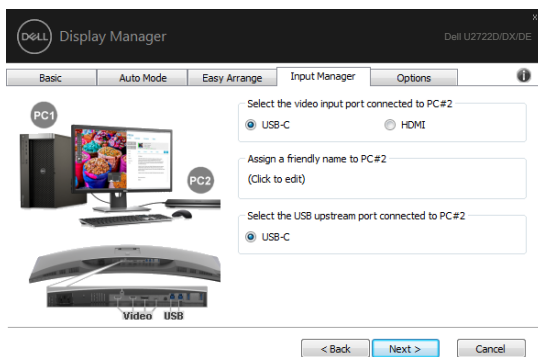 DELL Display Manager
x
Dell U2722D/DX/DE
Basic Auto Mode Easy Arrange Input Manager Options i
PC1
PC2
Video USB
Select the video input port connected to PC#2
USB-C HDMI
Assign a friendly name to PC#2
(Click to edit)
Select the USB upstream port connected to PC#2
USB-C
< Back Next > Cancel